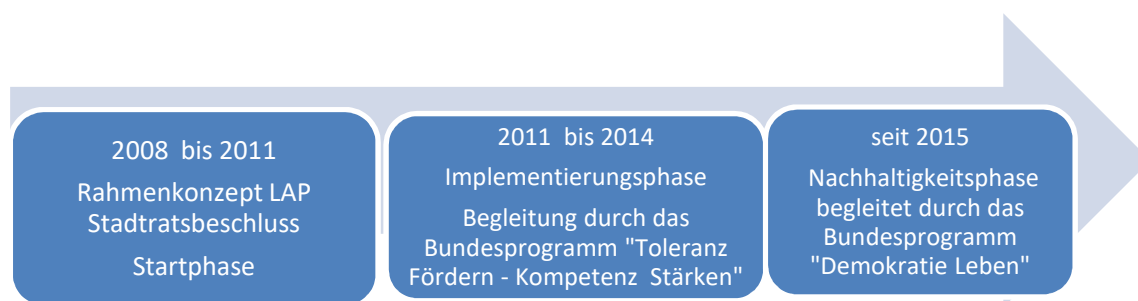 2008 bis 2011
Rahmenkonzept LAP
Stadtratsbeschluss
Startphase
2011 bis 2014
Implementierungsphase
Begleitung durch das
Bundesprogramm "Toleranz
Fördern - Kompetenz Stärken"
seit 2015
Nachhaltigkeitsphase
begleitet durch das
Bundesprogramm
"Demokratie Leben"